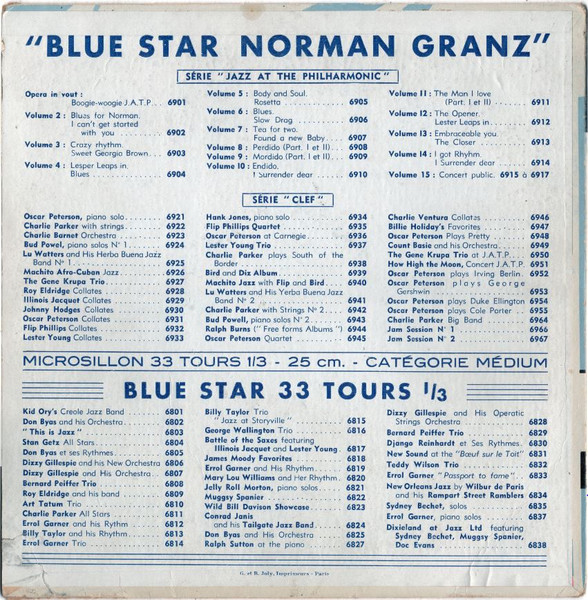 "BLUE STAR NORMAN GRANZ"
SÉRIE "JAZZ AT THE PHILHARMONIC"
Opera in vout :
Boogie-woogie J.A.T.P... 6901
Volume 2 : Blues for Norman.
I can't get started
with you ......... 6902
Volume 3 : Crazy rhythm.
Sweet Georgio Brown... 6903
Volume 4 : Lesper Leaps in.
Blues ............ 6904
Volume 5 : Body and Soul.
Rosetta ............ 6905
Volume 6 : Blues.
Slow Drag ......... 6906
Volume 7 : Tea for two.
Found a new Baby... 6907
Volume 8 : Perdido (Part. I et II) .. 6908
Volume 9 : Mordido (Part. I et II) .. 6909
Volume 10 : Endido.
I Surrender dear .... 6910
Volume 11 : The Man I love
(Part. I et II) ...... 6911
Volume 12 : The Opener.
Lester Leaps in...... 6912
Volume 13 : Embraceable you
The Closer ........ 6913
Volume 14 : I got Rhyhm.
I Surrender dear .... 6914
Volume 15 : Concert public. 6915 à 6917
SÉRIE "CLEF"
Oscar Peterson, piano solo.......... 6921
Charlie Parker with strings........ 6922
Charlie Barnet Orchestra .......... 6923
Bud Powel, piano solos N° 1 ........ 6924
Lu Watters and His Herba Buena Jazz
Band N° 1 ...................... 6925
Machito Afro-Cuban Jazz .......... 6926
The Gene Krupa Trio .............. 6927
Roy Eldridge Collates .............. 6928
Illinois Jacquet Collates .......... 6929
Johnny Hodges Collates ............ 6930
Oscar Peterson Collates ............ 6931
Flip Phillips Collates .............. 6932
Lester Young Collates .............. 6933
Hank Jones, piano solo .............. 6934
Flip Phillips Quartet .............. 6935
Oscar Peterson at Carnegie ........ 6936
Lester Young Trio ................ 6937
Charlie Parker plays South of the
Border ........................ 6938
Bird and Diz Album .............. 6939
Machito Jazz with Flip and Bird.... 6940
Lu Watters and His Yerba Buena Jazz
Band N° 2 ...................... 6941
Charlie Parker with Strings N° 2 .... 6942
Bud Powell, piano solos N° 2 ...... 6943
Ralph Burns ("Free forms Albums") .. 6944
Oscar Peterson Quartet ............ 6945
Charlie Ventura Collates .......... 6946
Billie Holiday's Favorites .......... 6947
Oscar Peterson Plays Pretty ........ 6948
Count Basie and his Orchestra...... 6949
The Gene Krupa Trio at J.A.T.P..... 6950
How High the Moon, Concert J.A.T.P. 6951
Oscar Peterson plays Irving Berlin.. 6952
Oscar Peterson plays George
Gershwin ...................... 6953
Oscar Peterson plays Duke Ellington 6954
Oscar Peterson plays Cole Porter.... 6955
Charlie Parker Big Band .......... 6964
Jam Session N° 1 ................ 6966
Jam Session N° 2 ................ 6967
MICROSILLON 33 TOURS 1/3 - 25 cm. - CATÉGORIE MÉDIUM
BLUE STAR 33 TOURS 1/3
Kid Ory's Creole Jazz Band .......... 6801
Don Byas and his Orchestra ........ 6802
"This is Jazz" .................... 6803
Stan Getz All Stars................ 6804
Don Byas et ses rythmes............ 6805
Dizzy Gillespie and his New Orchestra 6806
Dizzy Gillespie and His Orchestra.... 6807
Bernard Peiffer Trio .............. 6808
Roy Eldridge and his band .......... 6809
Art Tatum Trio .................. 6810
Charlie Parker All Stars .......... 6811
Errol Garner and his Rhythm ...... 6812
Billy Taylor and his Rythm.......... 6813
Errol Garner Trio ................ 6814
Billy Taylor Trio
"Jazz at Storyville" ............ 6815
George Wallington Trio ............ 6816
Battle of the Saxes featuring
Illinois Jacquet and Lester Young .. 6817
James Moody Favorites ............ 6818
Errol Garner and His Rhythm ...... 6819
Mary Lou Williams and Her Rhythm .. 6820
Jelly Roll Morton, piano solos...... 6821
Muggsy Spanier .................. 6822
Wild Bill Davison Showcase ........ 6823
Conrad Janis
and his Tailgate Jazz Band........ 6824
Don Byas and His Orchestra........ 6825
Ralph Sutton at the piano .......... 6827
Dizzy Gillespie and His Operatic
Strings Orchestra .............. 6828
Bernard Peiffer Trio .............. 6829
Django Reinhardt et Ses Rythmes.... 6830
New Sound at the "Bœuf sur le Toit" 6831
Teddy Wilson Trio ................ 6832
Errol Garner "Passport to fame".... 6833
New Orleans Jazz by Wilbur de Paris
and his Rampart Street Ramblers 6834
Sydney Bechet, solos .............. 6835
Errol Garner, piano solos .......... 6837
Dixieland at Jazz Ltd featuring
Sydney Bechet, Muggsy Spanier,
Doc Evans .................... 6838
G. et B. Joly, Imprimeurs - Paris